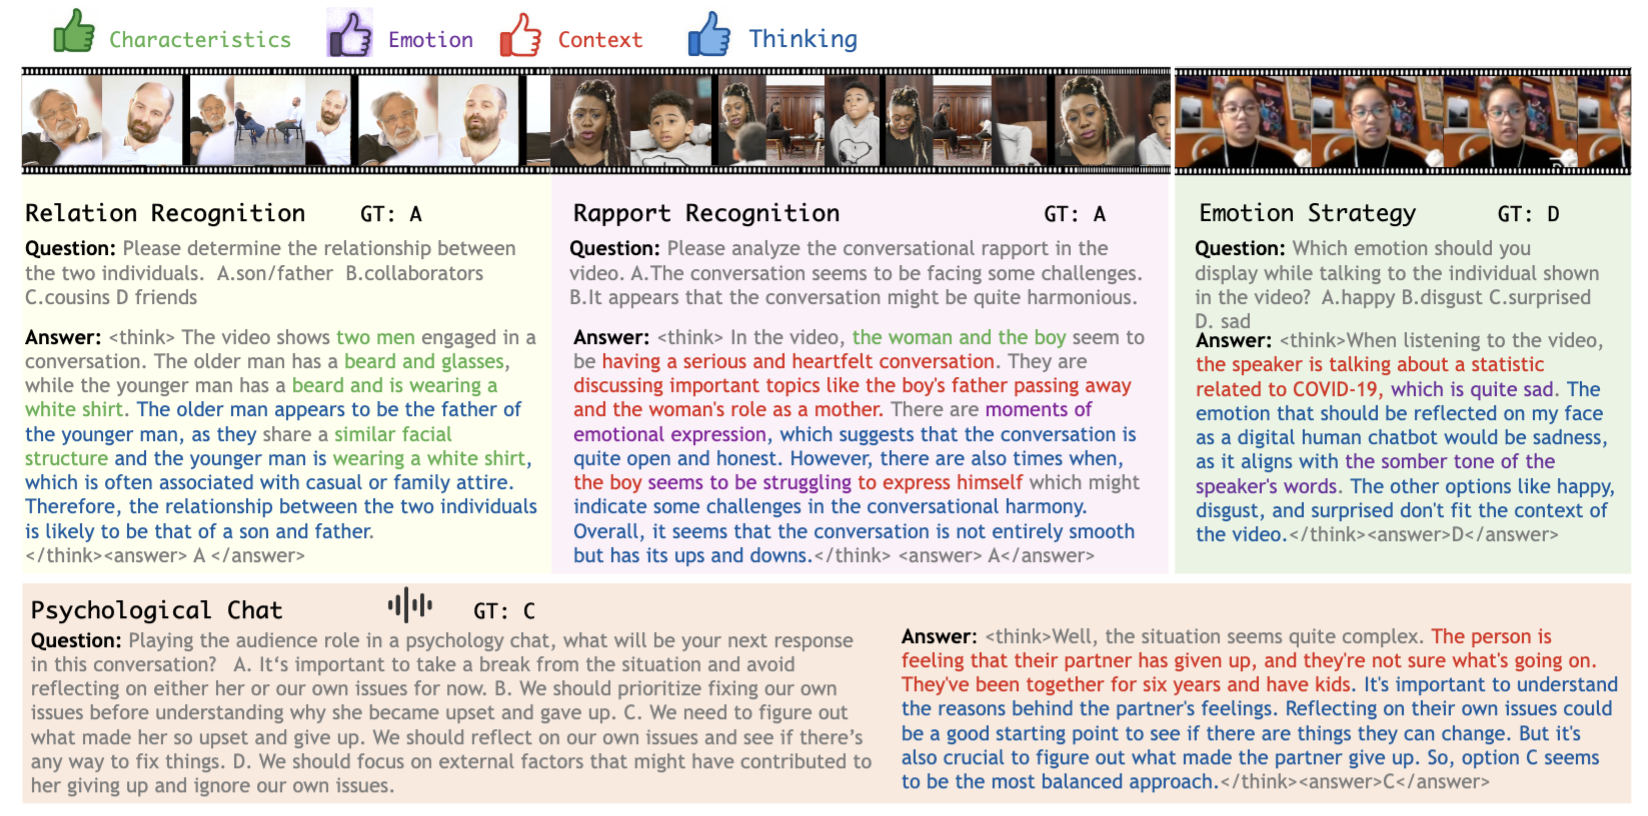 Characteristics Emotion Context Thinking
Relation Recognition GT: A
Question: Please determine the relationship between
the two individuals. A.son/father B.collaborators
C.cousins D friends
Answer: <think> The video shows two men engaged in a
conversation. The older man has a beard and glasses,
while the younger man has a beard and is wearing a
white shirt. The older man appears to be the father of
the younger man, as they share a similar facial
structure and the younger man is wearing a white shirt,
which is often associated with casual or family attire.
Therefore, the relationship between the two individuals
is likely to be that of a son and father.
</think><answer> A </answer>
Rapport Recognition GT: A
Question: Please analyze the conversational rapport in the
video. A.The conversation seems to be facing some challenges.
B.It appears that the conversation might be quite harmonious.
Answer: <think> In the video, the woman and the boy seem to
be having a serious and heartfelt conversation. They are
discussing important topics like the boy's father passing away
and the woman's role as a mother. There are moments of
emotional expression, which suggests that the conversation is
quite open and honest. However, there are also times when,
the boy seems to be struggling to express himself which might
indicate some challenges in the conversational harmony.
Overall, it seems that the conversation is not entirely smooth
but has its ups and downs.</think> <answer> A</answer>
Emotion Strategy GT: D
Question: Which emotion should you
display while talking to the individual shown
in the video? A.happy B.disgust C.surprised
D. sad
Answer: <think>When listening to the video,
the speaker is talking about a statistic
related to COVID-19, which is quite sad. The
emotion that should be reflected on my face
as a digital human chatbot would be sadness,
as it aligns with the somber tone of the
speaker's words. The other options like happy,
disgust, and surprised don't fit the context of
the video.</think><answer>D</answer>
Psychological Chat GT: C
Question: Playing the audience role in a psychology chat, what will be your next response
in this conversation? A. It‘s important to take a break from the situation and avoid
reflecting on either her or our own issues for now. B. We should prioritize fixing our own
issues before understanding why she became upset and gave up. C. We need to figure out
what made her so upset and give up. We should reflect on our own issues and see if there’s
any way to fix things. D. We should focus on external factors that might have contributed to
her giving up and ignore our own issues.
Answer: <think>Well, the situation seems quite complex. The person is
feeling that their partner has given up, and they're not sure what's going on.
They've been together for six years and have kids. It's important to understand
the reasons behind the partner's feelings. Reflecting on their own issues could
be a good starting point to see if there are things they can change. But it's
also crucial to figure out what made the partner give up. So, option C seems
to be the most balanced approach.</think><answer>C</answer>